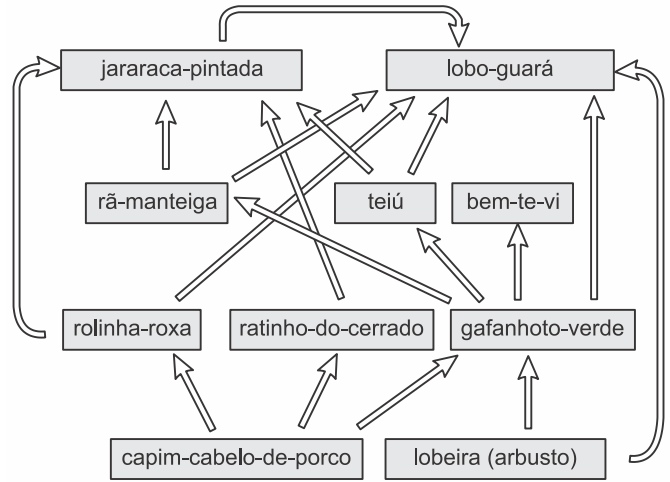 jararaca-pintada
lobo-guará
rã-manteiga
teiú
bem-te-vi
rolinha-roxa
ratinho-do-cerrado
gafanhoto-verde
capim-cabelo-de-porco
lobeira (arbusto)